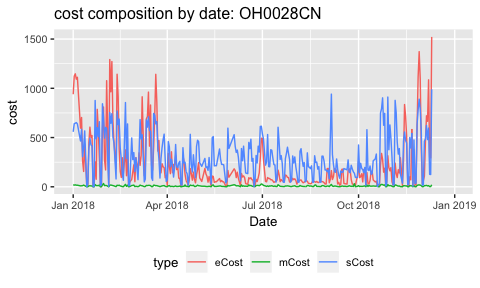 cost composition by date: OH0028CN
1500
1000
500
0
cost
Jan 2018 Apr 2018 Jul 2018 Oct 2018 Jan 2019
Date
type eCost mCost sCost